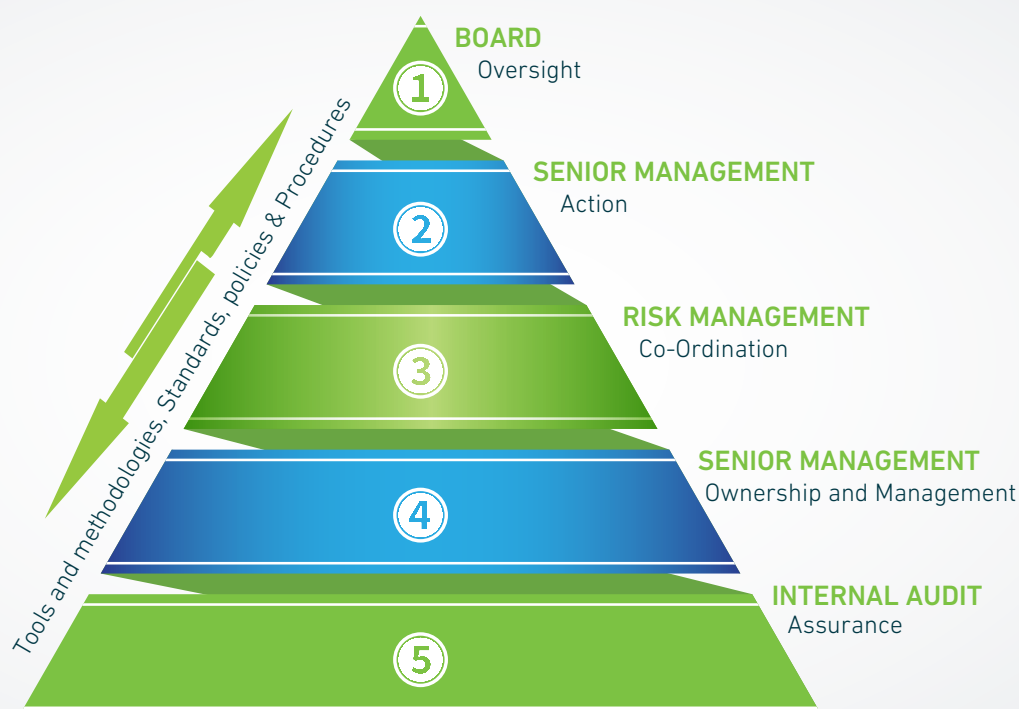 BOARD
Oversight
1
SENIOR MANAGEMENT
Action
2
RISK MANAGEMENT
Co-Ordination
3
SENIOR MANAGEMENT
Ownership and Management
4
INTERNAL AUDIT
Assurance
5
Tools and methodologies, Standards, policies & Procedures